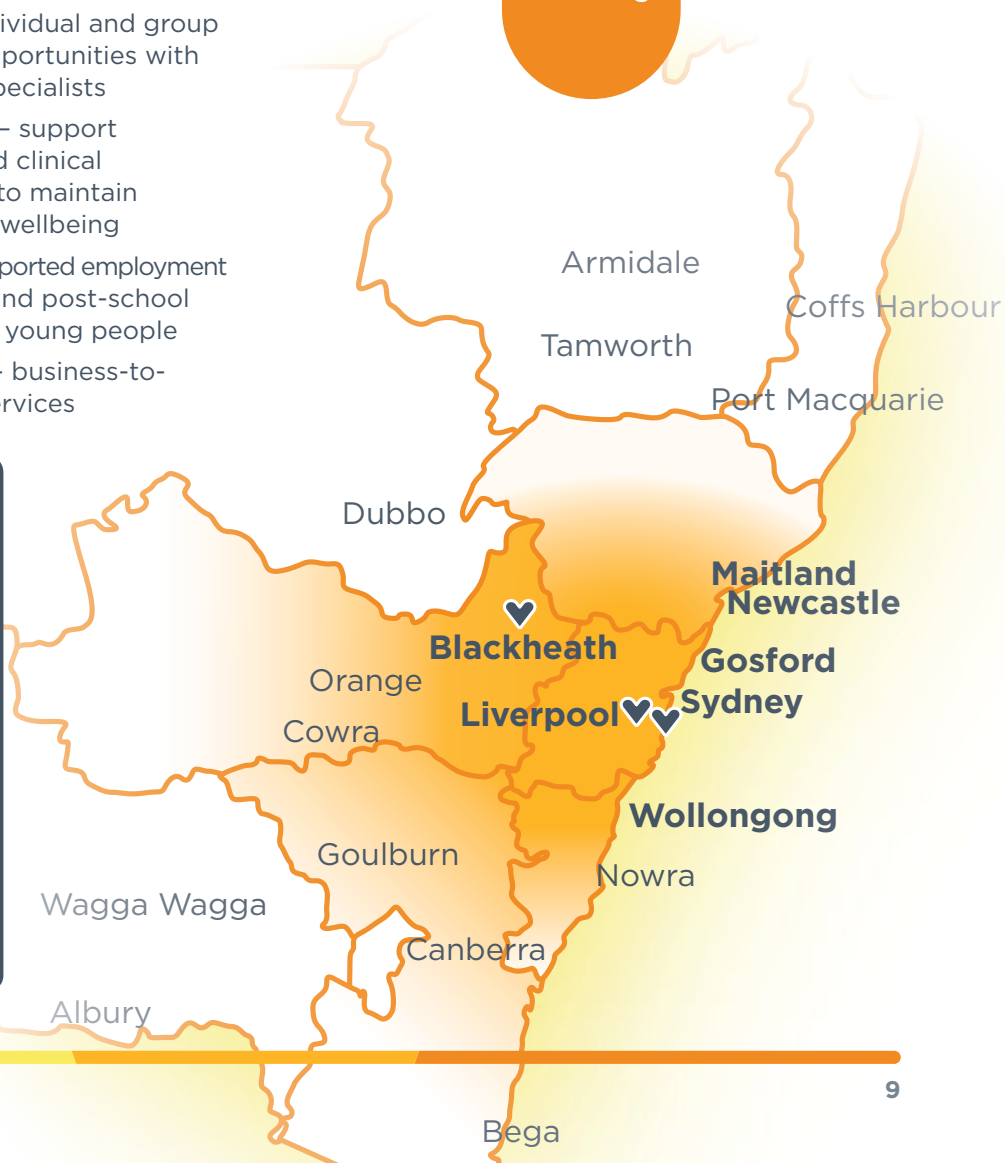 ividual and group
portunities with
pecialists
– support
d clinical
to maintain
wellbeing
ported employment
nd post-school
young people
- business-to-
rvices
Armidale
Coffs Harbour
Tamworth
Port Macquarie
Dubbo
Maitland
Newcastle
Blackheath
Gosford
Orange
Sydney
Liverpool
Cowra
Wollongong
Goulburn
Nowra
Wagga Wagga
Canberra
Albury
9
Bega